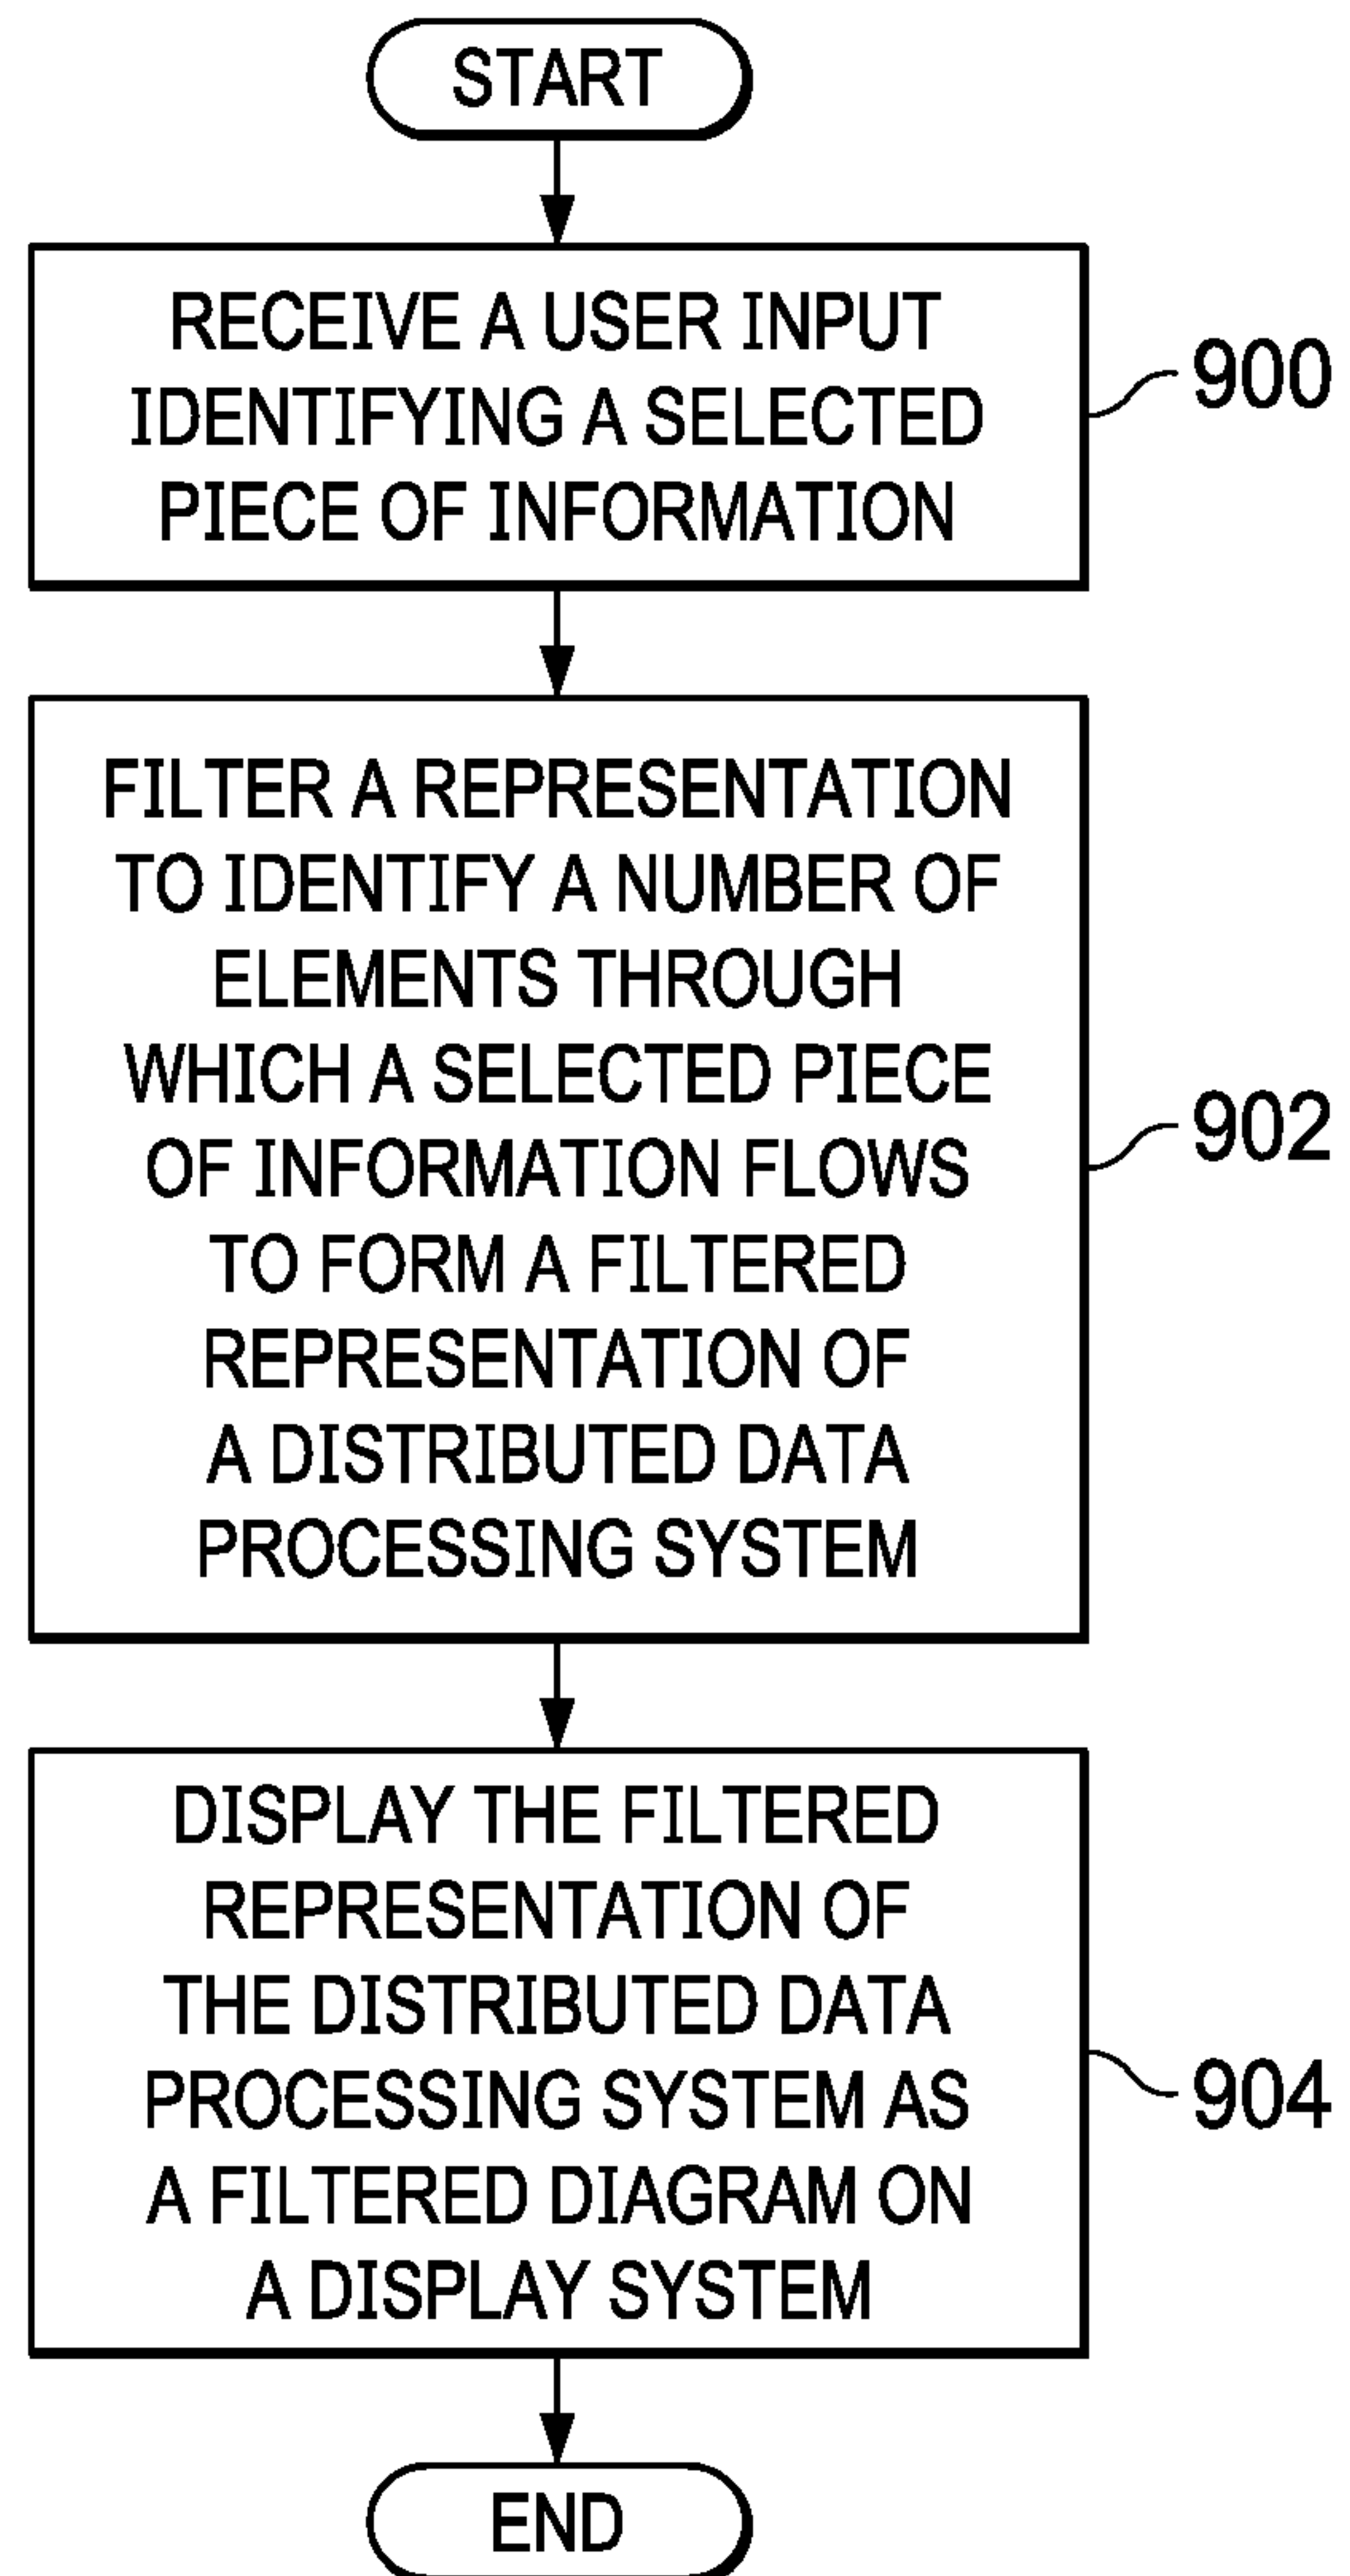 START
RECEIVE A USER INPUT
IDENTIFYING A SELECTED
PIECE OF INFORMATION
900
FILTER A REPRESENTATION
TO IDENTIFY A NUMBER OF
ELEMENTS THROUGH
WHICH A SELECTED PIECE
OF INFORMATION FLOWS
TO FORM A FILTERED
REPRESENTATION OF
A DISTRIBUTED DATA
PROCESSING SYSTEM
902
DISPLAY THE FILTERED
REPRESENTATION OF
THE DISTRIBUTED DATA
PROCESSING SYSTEM AS
A FILTERED DIAGRAM ON
A DISPLAY SYSTEM
904
END